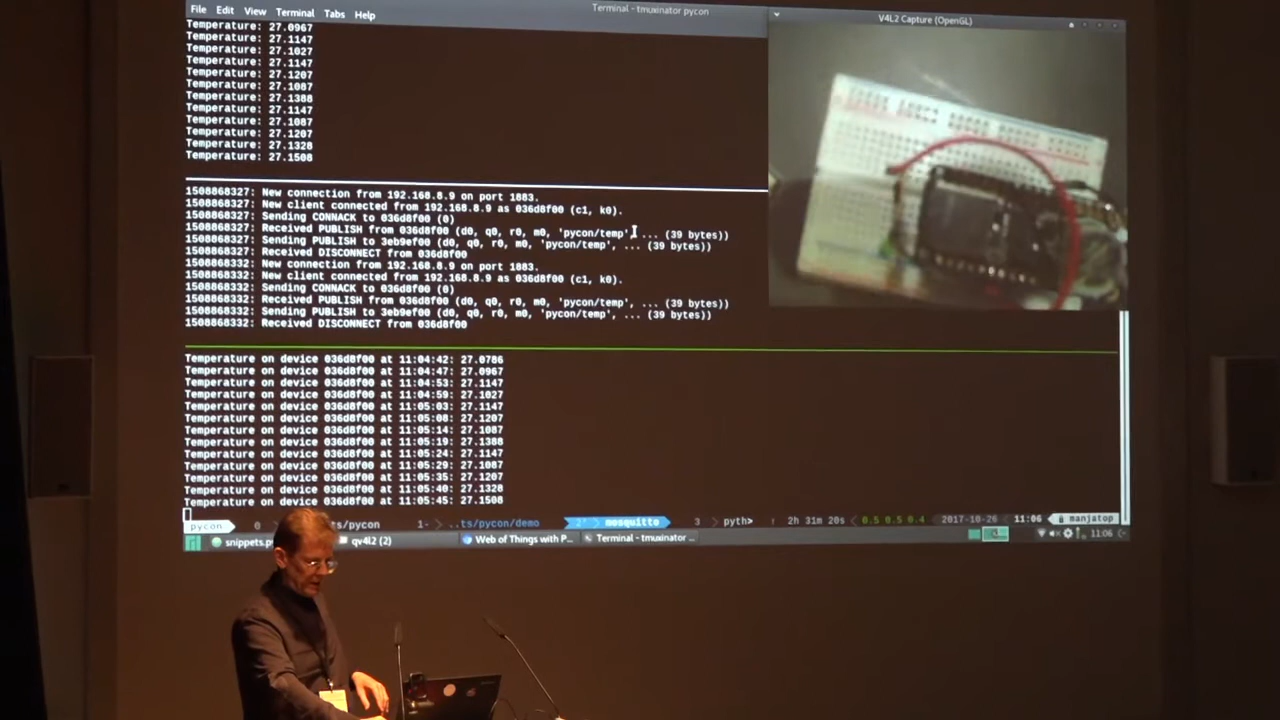 File Edit View Terminal Tabs Help
Terminal - tmuxinator pycon
V4L2 Capture (OpenGL)
Temperature: 27.0967
Temperature: 27.1147
Temperature: 27.1027
Temperature: 27.1147
Temperature: 27.1207
Temperature: 27.1087
Temperature: 27.1388
Temperature: 27.1147
Temperature: 27.1087
Temperature: 27.1207
Temperature: 27.1328
Temperature: 27.1508
1508868327: New connection from 192.168.8.9 on port 1883.
1508868327: New client connected from 192.168.8.9 as 036d8f00 (c1, k0).
1508868327: Sending CONNACK to 036d8f00 (0)
1508868327: Received PUBLISH from 036d8f00 (d0, q0, r0, m0, 'pycon/temp', ... (39 bytes))
1508868327: Sending PUBLISH to 3eb9ef00 (d0, q0, r0, m0, 'pycon/temp', ... (39 bytes))
1508868327: Received DISCONNECT from 036d8f00
1508868332: New connection from 192.168.8.9 on port 1883.
1508868332: New client connected from 192.168.8.9 as 036d8f00 (c1, k0).
1508868332: Sending CONNACK to 036d8f00 (0)
1508868332: Received PUBLISH from 036d8f00 (d0, q0, r0, m0, 'pycon/temp', ... (39 bytes))
1508868332: Sending PUBLISH to 3eb9ef00 (d0, q0, r0, m0, 'pycon/temp', ... (39 bytes))
1508868332: Received DISCONNECT from 036d8f00
Temperature on device 036d8f00 at 11:04:42: 27.0786
Temperature on device 036d8f00 at 11:04:47: 27.0967
Temperature on device 036d8f00 at 11:04:53: 27.1147
Temperature on device 036d8f00 at 11:04:59: 27.1027
Temperature on device 036d8f00 at 11:05:03: 27.1147
Temperature on device 036d8f00 at 11:05:08: 27.1207
Temperature on device 036d8f00 at 11:05:14: 27.1087
Temperature on device 036d8f00 at 11:05:19: 27.1388
Temperature on device 036d8f00 at 11:05:24: 27.1147
Temperature on device 036d8f00 at 11:05:29: 27.1087
Temperature on device 036d8f00 at 11:05:35: 27.1207
Temperature on device 036d8f00 at 11:05:40: 27.1328
Temperature on device 036d8f00 at 11:05:45: 27.1508
pycon 0 ts/pycon 1- ..ts/pycon/demo 2* mosquitto 3 pyth> 2h 31m 20s 0.5 0.5 0.4 2017-10-26 11:06 manjatop
snippets.p qv4l2 (2) Web of Things with P... Terminal - tmuxinator ... 11:06